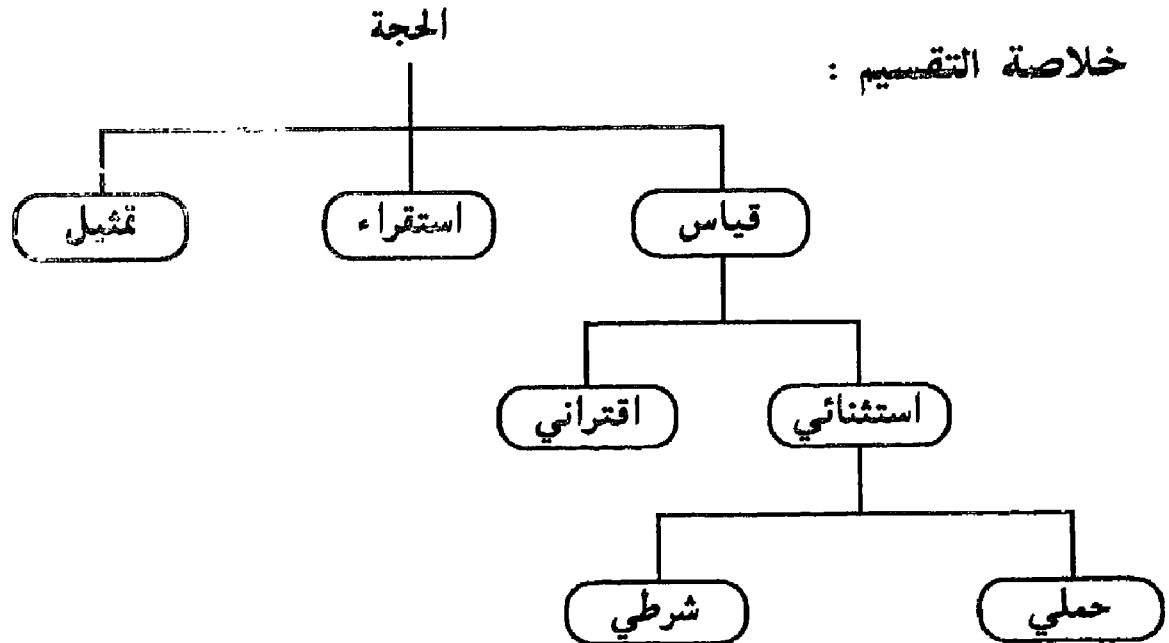 الحجة
خلاصة التقسيم :
قياس
استقراء
تمثيل
استثنائي
اقتراني
حملي
شرطي